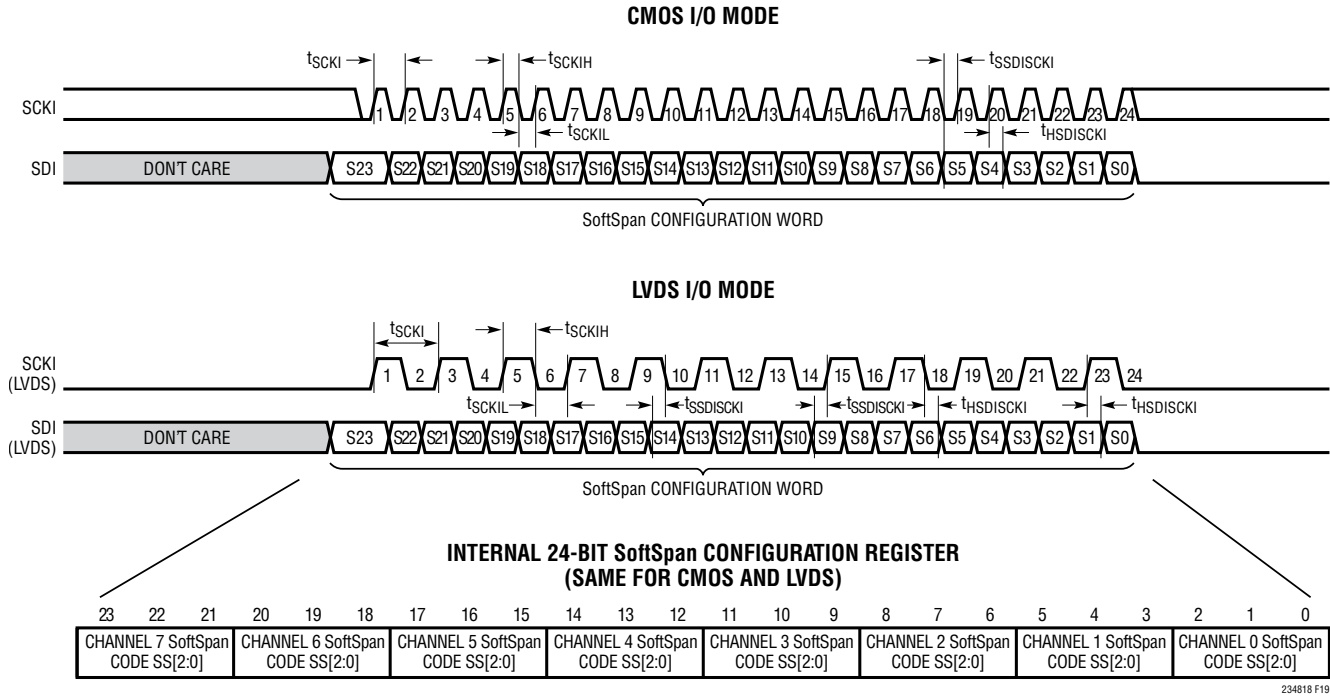 CMOS I/O MODE
tSCKI tSCKIH tSSDISCKI
SCKI 1 2 3 4 5 6 7 8 9 10 11 12 13 14 15 16 17 18 19 20 21 22 23 24
tSCKIL tHSDISCKI
SDI DON'T CARE S23 S22 S21 S20 S19 S18 S17 S16 S15 S14 S13 S12 S11 S10 S9 S8 S7 S6 S5 S4 S3 S2 S1 S0
SoftSpan CONFIGURATION WORD
LVDS I/O MODE
tSCKI tSCKIH
SCKI
(LVDS)
1 2 3 4 5 6 7 8 9 10 11 12 13 14 15 16 17 18 19 20 21 22 23 24
tSCKIL tSSDISCKI tSSDISCKI tHSDISCKI tHSDISCKI
SDI
(LVDS)
DON'T CARE S23 S22 S21 S20 S19 S18 S17 S16 S15 S14 S13 S12 S11 S10 S9 S8 S7 S6 S5 S4 S3 S2 S1 S0
SoftSpan CONFIGURATION WORD
INTERNAL 24-BIT SoftSpan CONFIGURATION REGISTER
(SAME FOR CMOS AND LVDS)
23 22 21 20 19 18 17 16 15 14 13 12 11 10 9 8 7 6 5 4 3 2 1 0
CHANNEL 7 SoftSpan CHANNEL 6 SoftSpan CHANNEL 5 SoftSpan CHANNEL 4 SoftSpan CHANNEL 3 SoftSpan CHANNEL 2 SoftSpan CHANNEL 1 SoftSpan CHANNEL 0 SoftSpan
CODE SS[2:0] CODE SS[2:0] CODE SS[2:0] CODE SS[2:0] CODE SS[2:0] CODE SS[2:0] CODE SS[2:0] CODE SS[2:0]
234818 F19